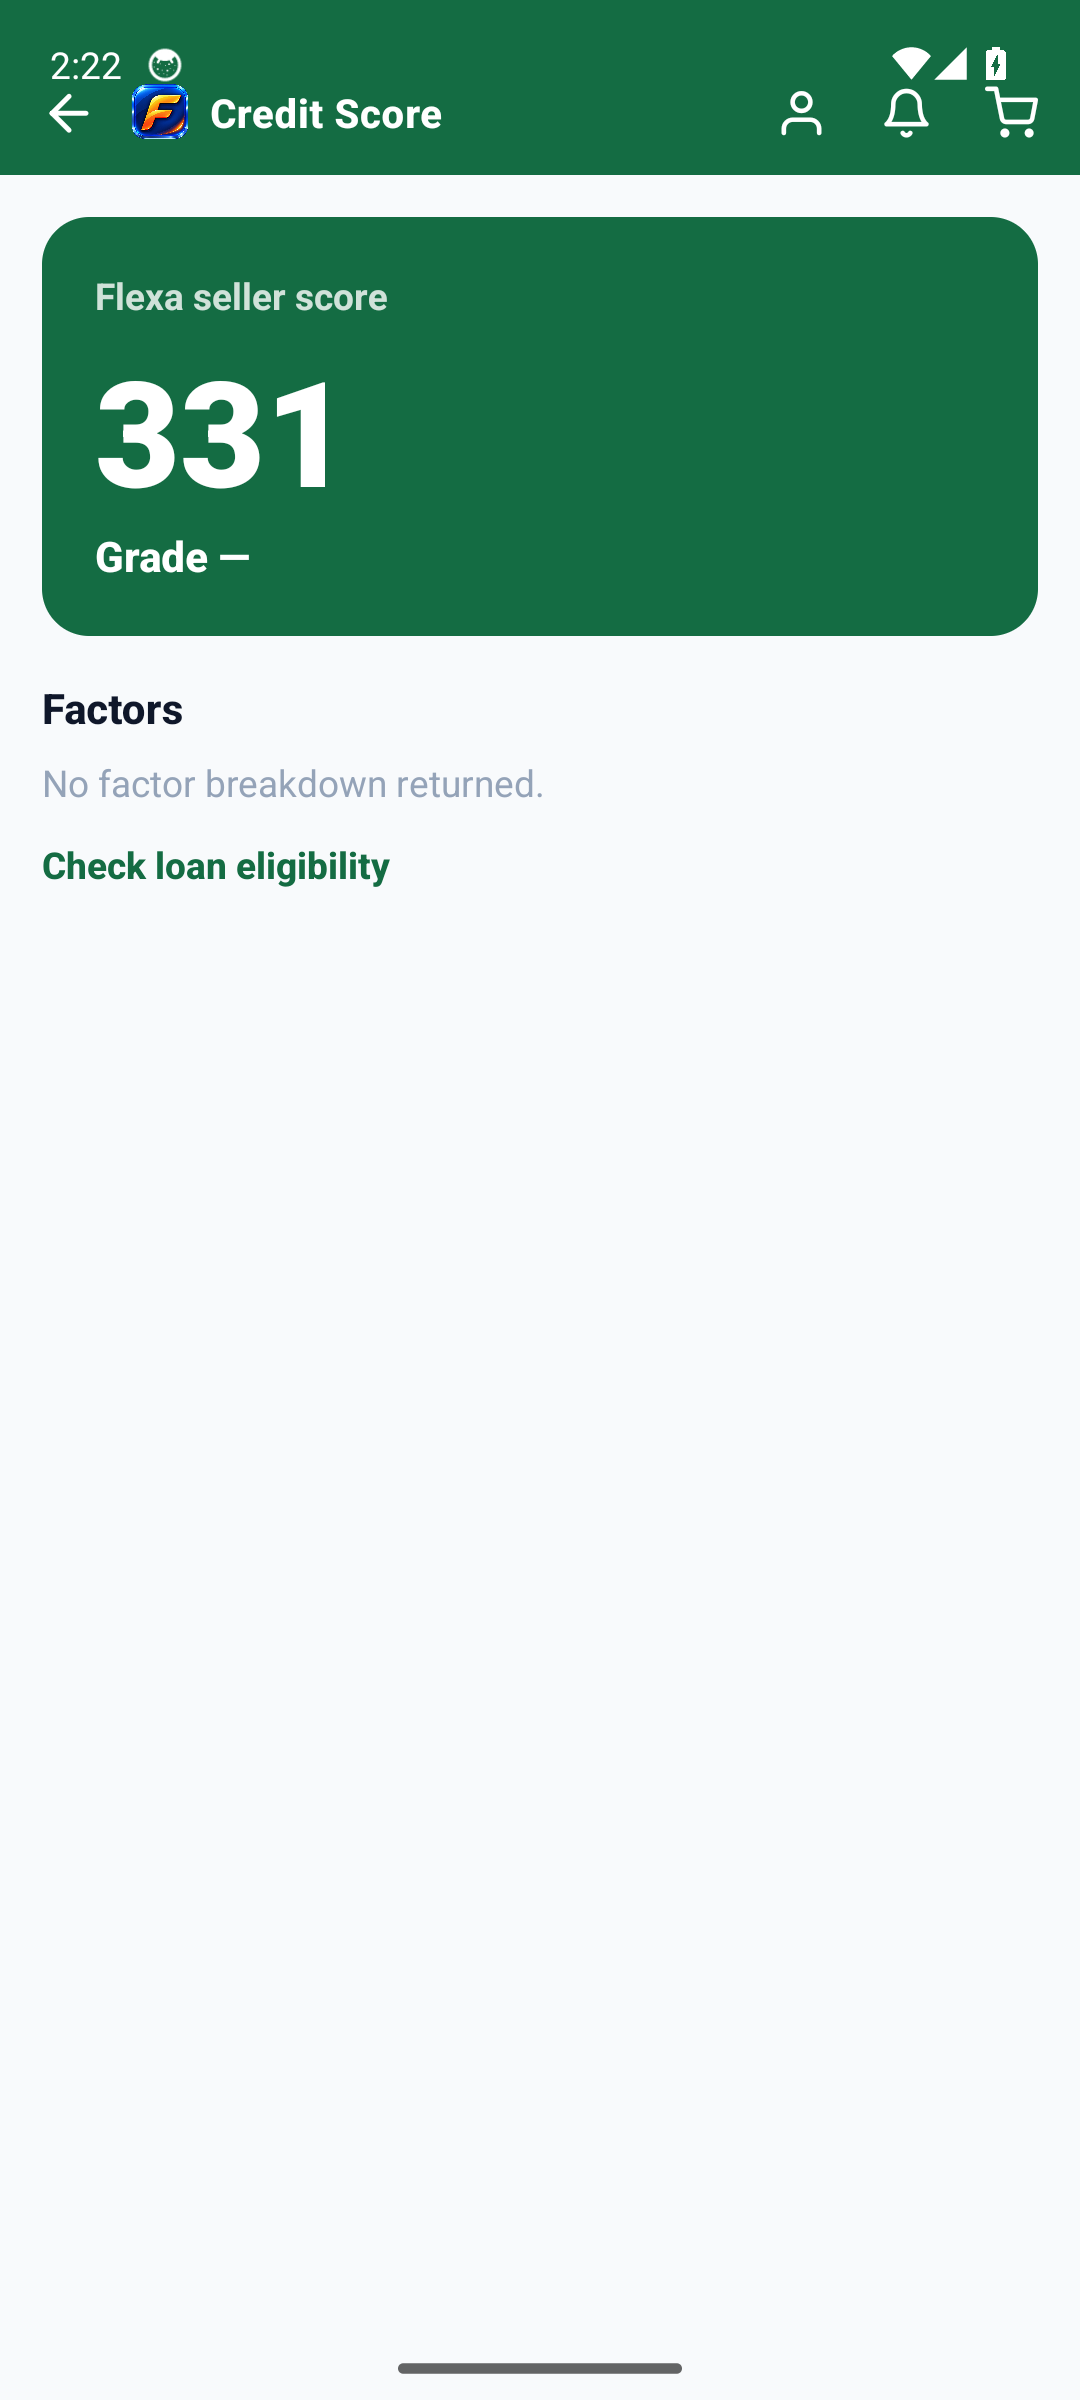 2:22
Credit Score
Flexa seller score
331
Grade —
Factors
No factor breakdown returned.
Check loan eligibility